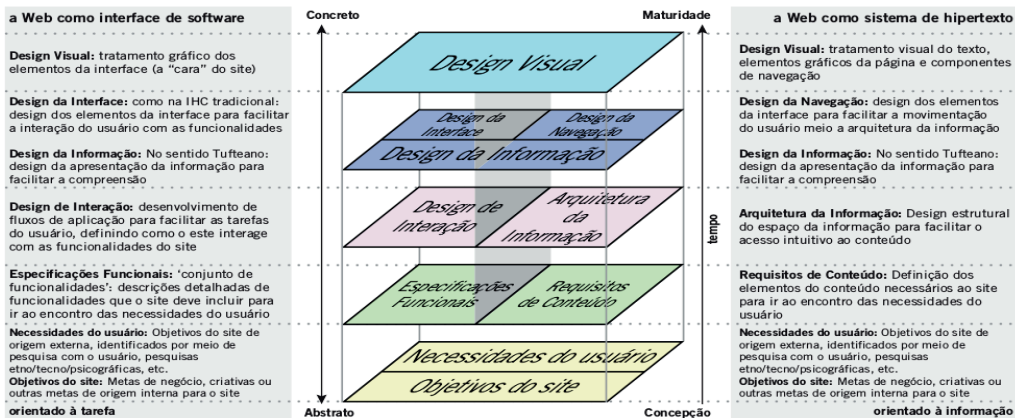 a Web como interface de software
Design Visual: tratamento gráfico dos
elementos da interface (a “cara” do site)
Design da Interface: como na IHC tradicional:
design dos elementos da interface para facilitar
a interação do usuário com as funcionalidades
Design da Informação: No sentido Tufteano:
design da apresentação da informação para
facilitar a compreensão
Design de Interação: desenvolvimento de
fluxos de aplicação para facilitar as tarefas
do usuário, definindo como o este interage
com as funcionalidades do site
Especificações Funcionais: ‘conjunto de
funcionalidades’: descrições detalhadas de
funcionalidades que o site deve incluir para
ir ao encontro das necessidades do usuário
Necessidades do usuário: Objetivos do site de
origem externa, identificados por meio de
pesquisa com o usuário, pesquisas
etno/tecno/psicográficas, etc.
Objetivos do site: Metas de negócio, criativas ou
outras metas de origem interna para o site
orientado à tarefa
Concreto
Maturidade
Design Visual
Design da
Interface
Design da
Navegação
Design da Informação
Design de
Interação
Arquitetura
da
Informação
Especificações
Funcionais
Requisitos
de Conteúdo
Necessidades do usuário
Objetivos do site
tempo
Abstrato
Concepção
a Web como sistema de hipertexto
Design Visual: tratamento visual do texto,
elementos gráficos da página e componentes
de navegação
Design da Navegação: design dos elementos
da interface para facilitar a movimentação
do usuário meio a arquitetura da informação
Design da Informação: No sentido Tufteano:
design da apresentação da informação para
facilitar a compreensão
Arquitetura da Informação: Design estrutural
do espaço da informação para facilitar o
acesso intuitivo ao conteúdo
Requisitos de Conteúdo: Definição dos
elementos do conteúdo necessários ao site
para ir ao encontro das necessidades do
usuário
Necessidades do usuário: Objetivos do site de
origem externa, identificados por meio de
pesquisa com o usuário, pesquisas
etno/tecno/psicográficas, etc.
Objetivos do site: Metas de negócio, criativas ou
outras metas de origem interna para o site
orientado à informação